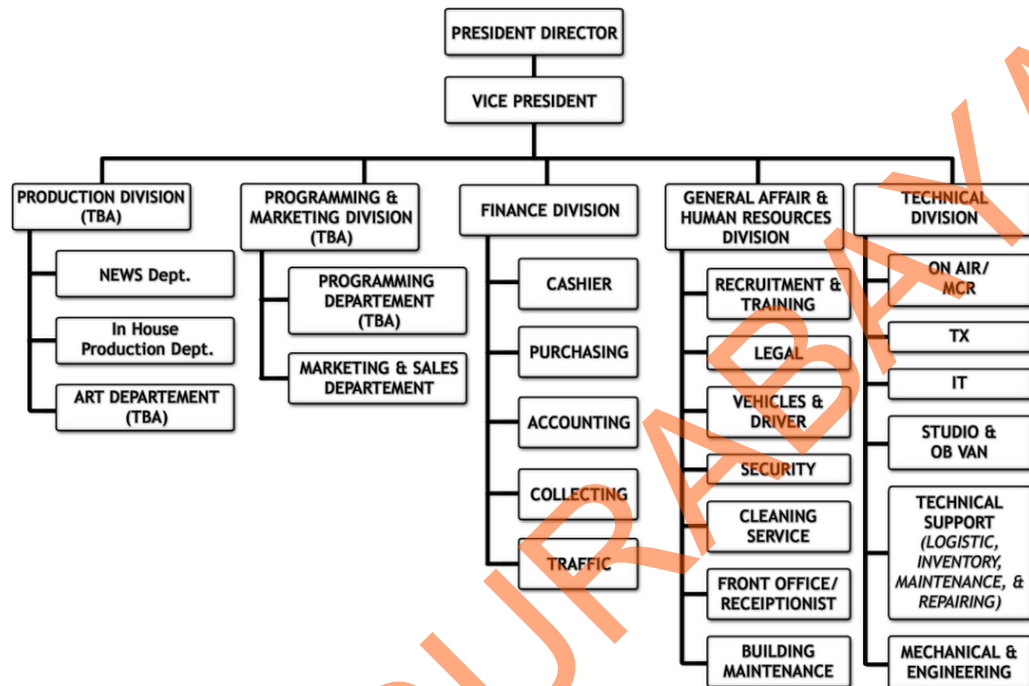 PRESIDENT DIRECTOR
VICE PRESIDENT
PRODUCTION DIVISION
(TBA)
NEWS Dept.
In House
Production Dept.
ART DEPARTEMENT
(TBA)
PROGRAMMING &
MARKETING DIVISION
(TBA)
PROGRAMMING
DEPARTEMENT
(TBA)
MARKETING & SALES
DEPARTEMENT
FINANCE DIVISION
CASHIER
PURCHASING
ACCOUNTING
COLLECTING
TRAFFIC
GENERAL AFFAIR &
HUMAN RESOURCES
DIVISION
RECRUITMENT &
TRAINING
LEGAL
VEHICLES &
DRIVER
SECURITY
CLEANING
SERVICE
FRONT OFFICE/
RECEIPTIONIST
BUILDING
MAINTENANCE
TECHNICAL
DIVISION
ON AIR/
MCR
TX
IT
STUDIO &
OB VAN
TECHNICAL
SUPPORT
(LOGISTIC,
INVENTORY,
MAINTENANCE, &
REPAIRING)
MECHANICAL &
ENGINEERING
SURABAYA